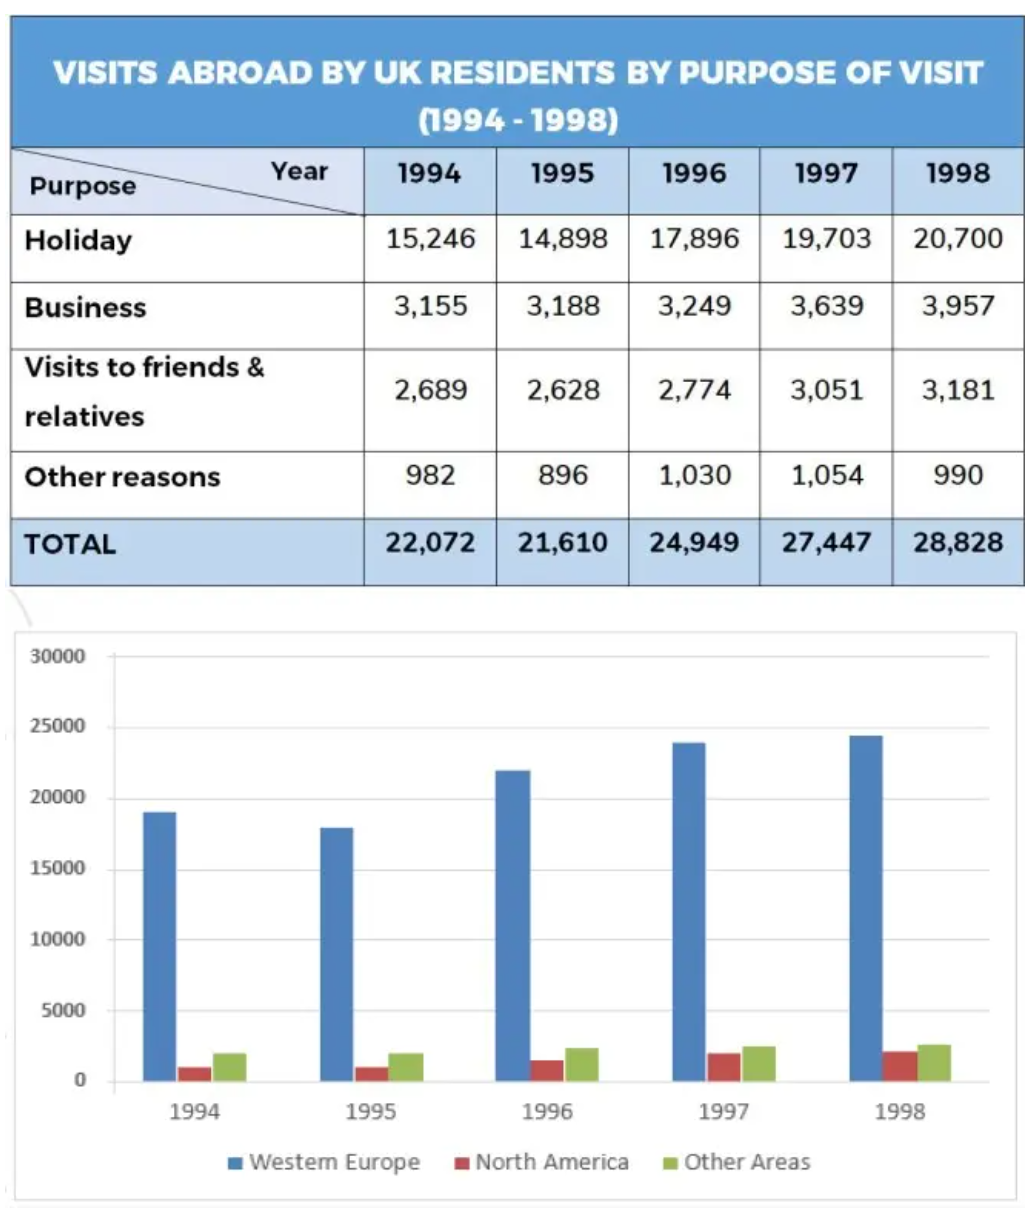 VISITS ABROAD BY UK RESIDENTS BY PURPOSE OF VISIT
(1994 - 1998)
Year
Purpose
1994 1995 1996 1997 1998
Holiday 15,246 14,898 17,896 19,703 20,700
Business 3,155 3,188 3,249 3,639 3,957
Visits to friends &
relatives
2,689 2,628 2,774 3,051 3,181
Other reasons 982 896 1,030 1,054 990
TOTAL 22,072 21,610 24,949 27,447 28,828
30000
25000
20000
15000
10000
5000
0
1994 1995 1996 1997 1998
Western Europe North America Other Areas